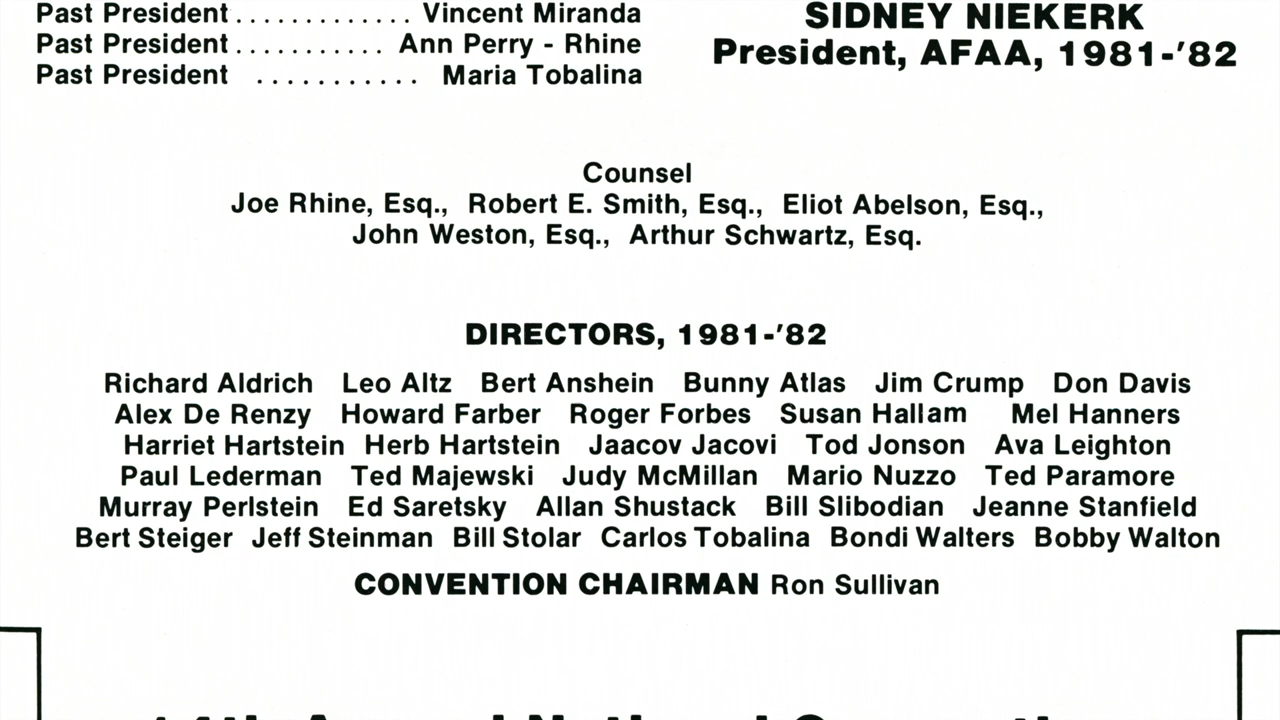 Past President ............. Vincent Miranda
Past President ........... Ann Perry - Rhine
Past President ........... Maria Tobalina
SIDNEY NIEKERK
President, AFAA, 1981-'82
Counsel
Joe Rhine, Esq., Robert E. Smith, Esq., Eliot Abelson, Esq.,
John Weston, Esq., Arthur Schwartz, Esq.
DIRECTORS, 1981-'82
Richard Aldrich Leo Altz Bert Anshein Bunny Atlas Jim Crump Don Davis
Alex De Renzy Howard Farber Roger Forbes Susan Hallam Mel Hanners
Harriet Hartstein Herb Hartstein Jaacov Jacovi Tod Jonson Ava Leighton
Paul Lederman Ted Majewski Judy McMillan Mario Nuzzo Ted Paramore
Murray Perlstein Ed Saretsky Allan Shustack Bill Slibodian Jeanne Stanfield
Bert Steiger Jeff Steinman Bill Stolar Carlos Tobalina Bondi Walters Bobby Walton
CONVENTION CHAIRMAN Ron Sullivan